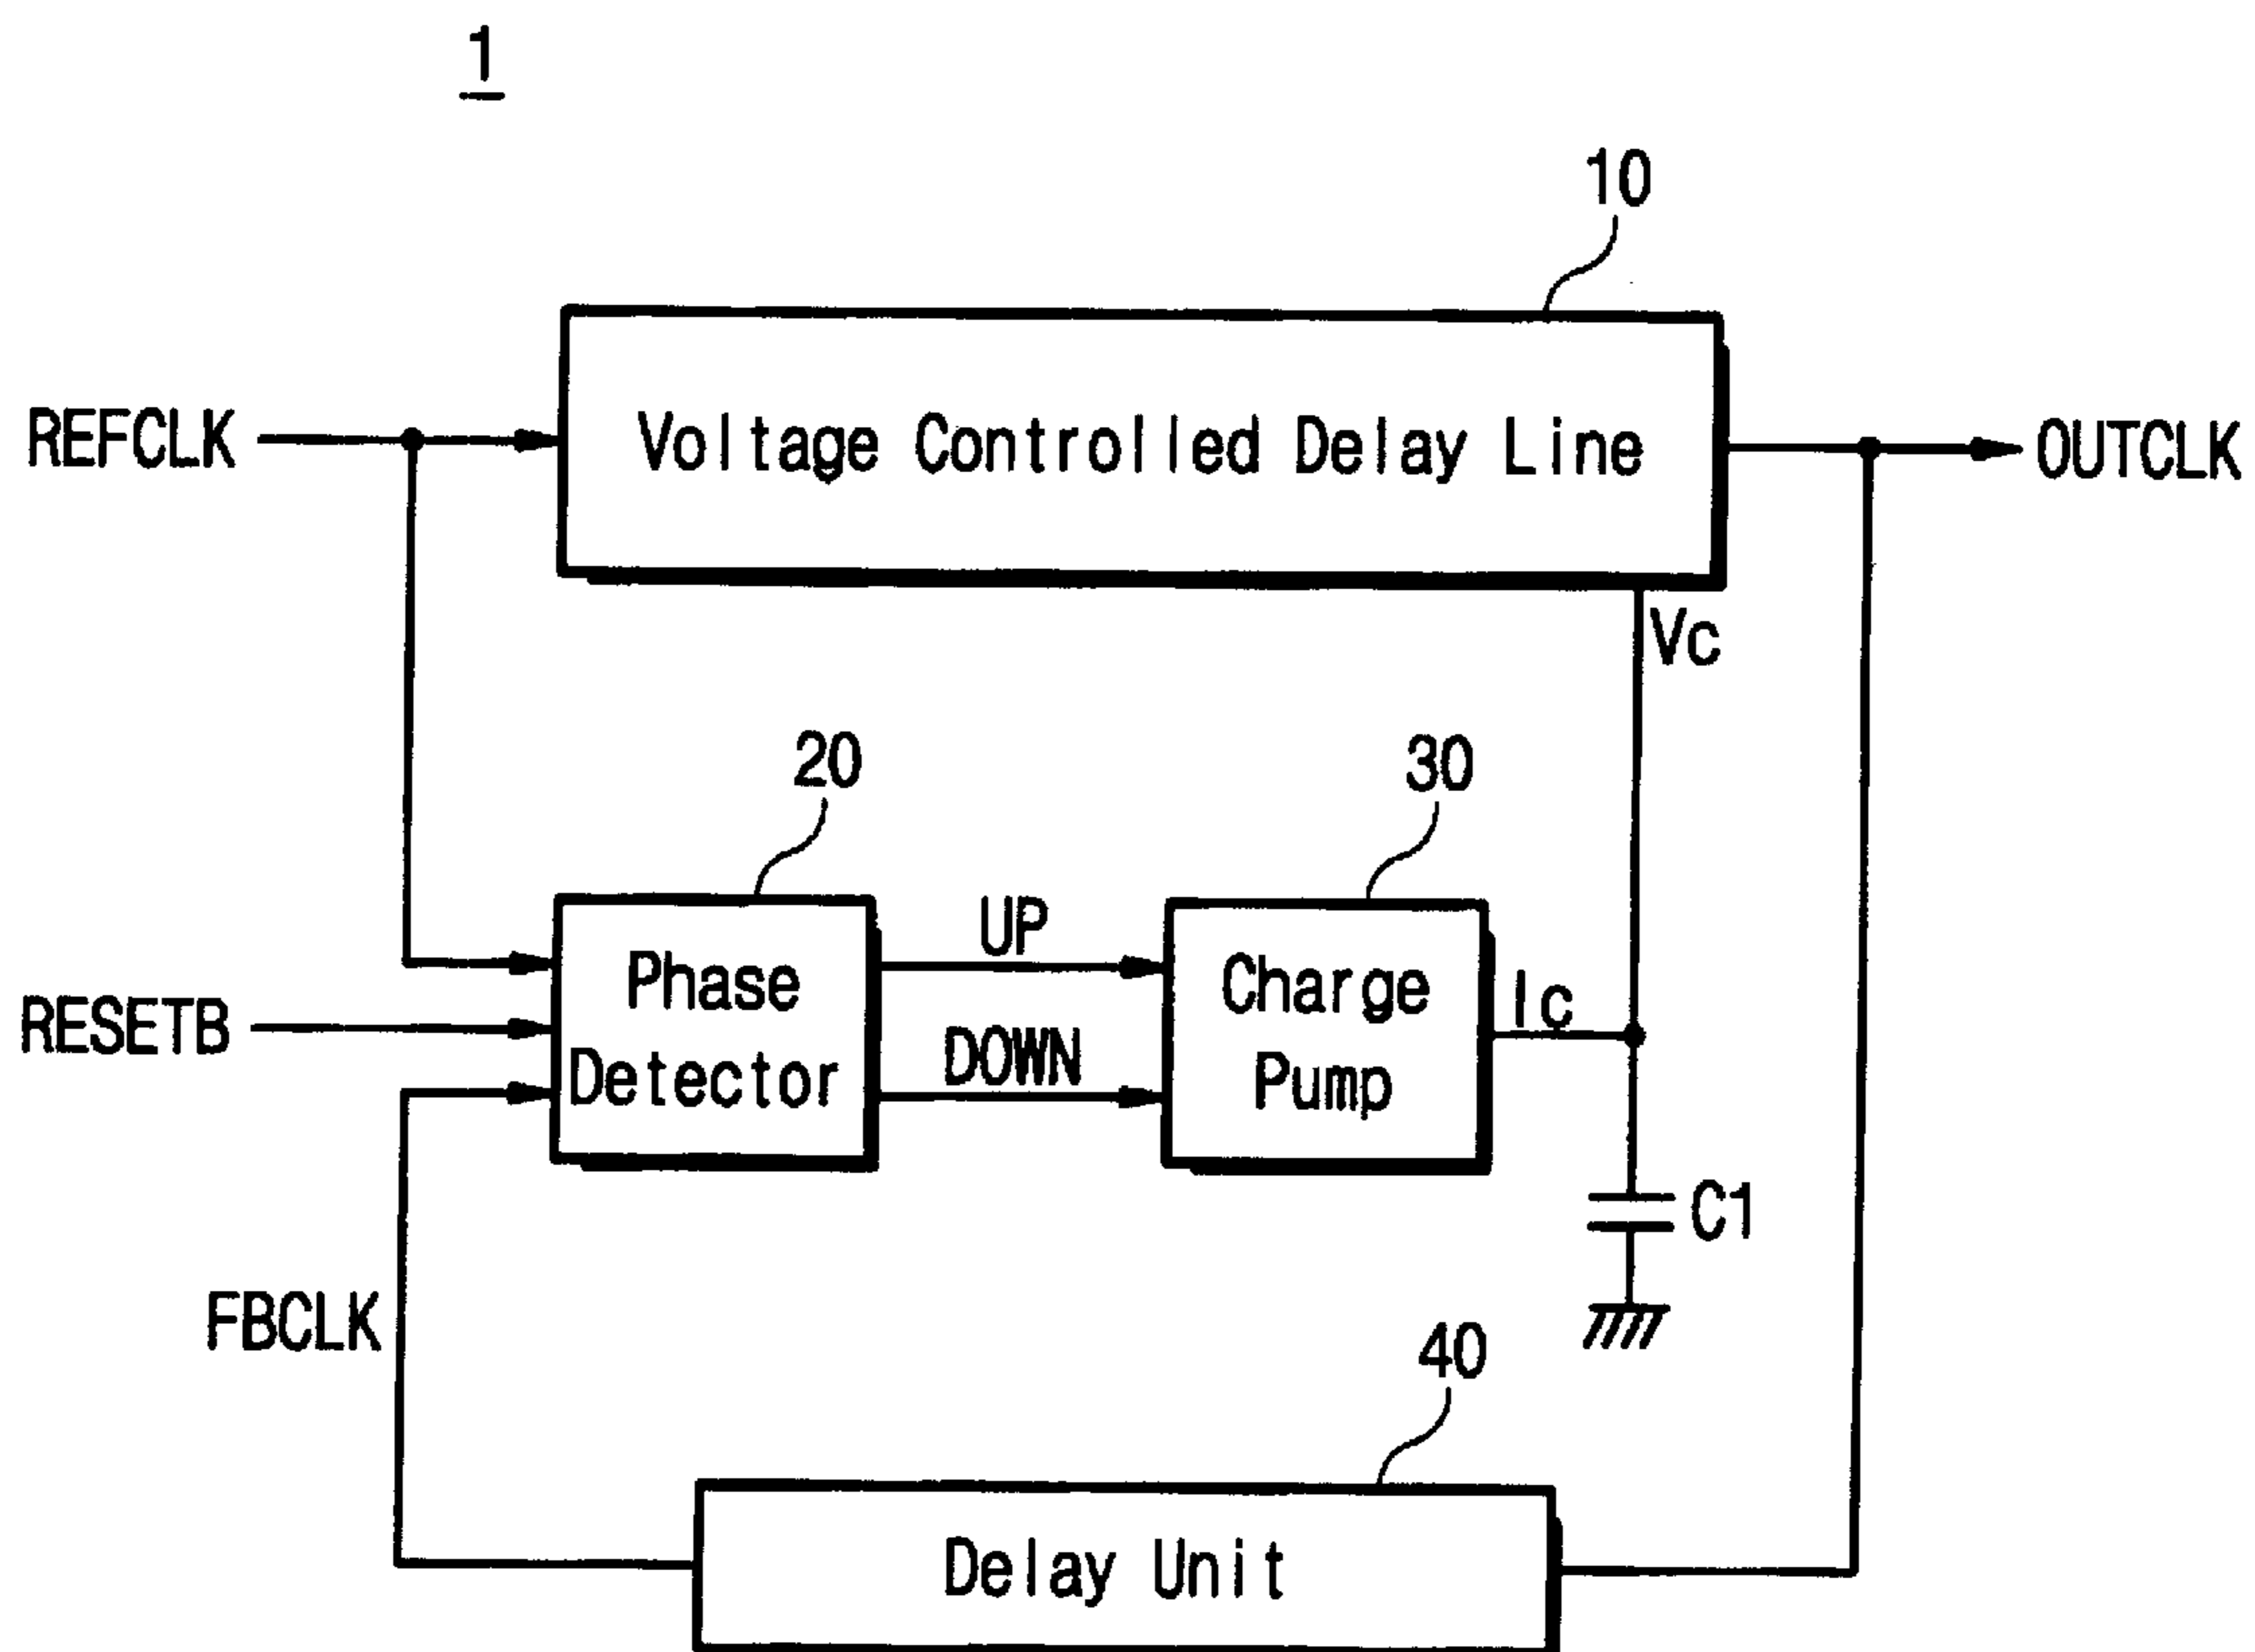 1
10
REFCLK
Voltage Controlled Delay Line
OUTCLK
Vc
20
30
UP
Phase
Detector
Charge
Pump
Ic
RESETB
DOWN
C1
FBCLK
40
Delay Unit